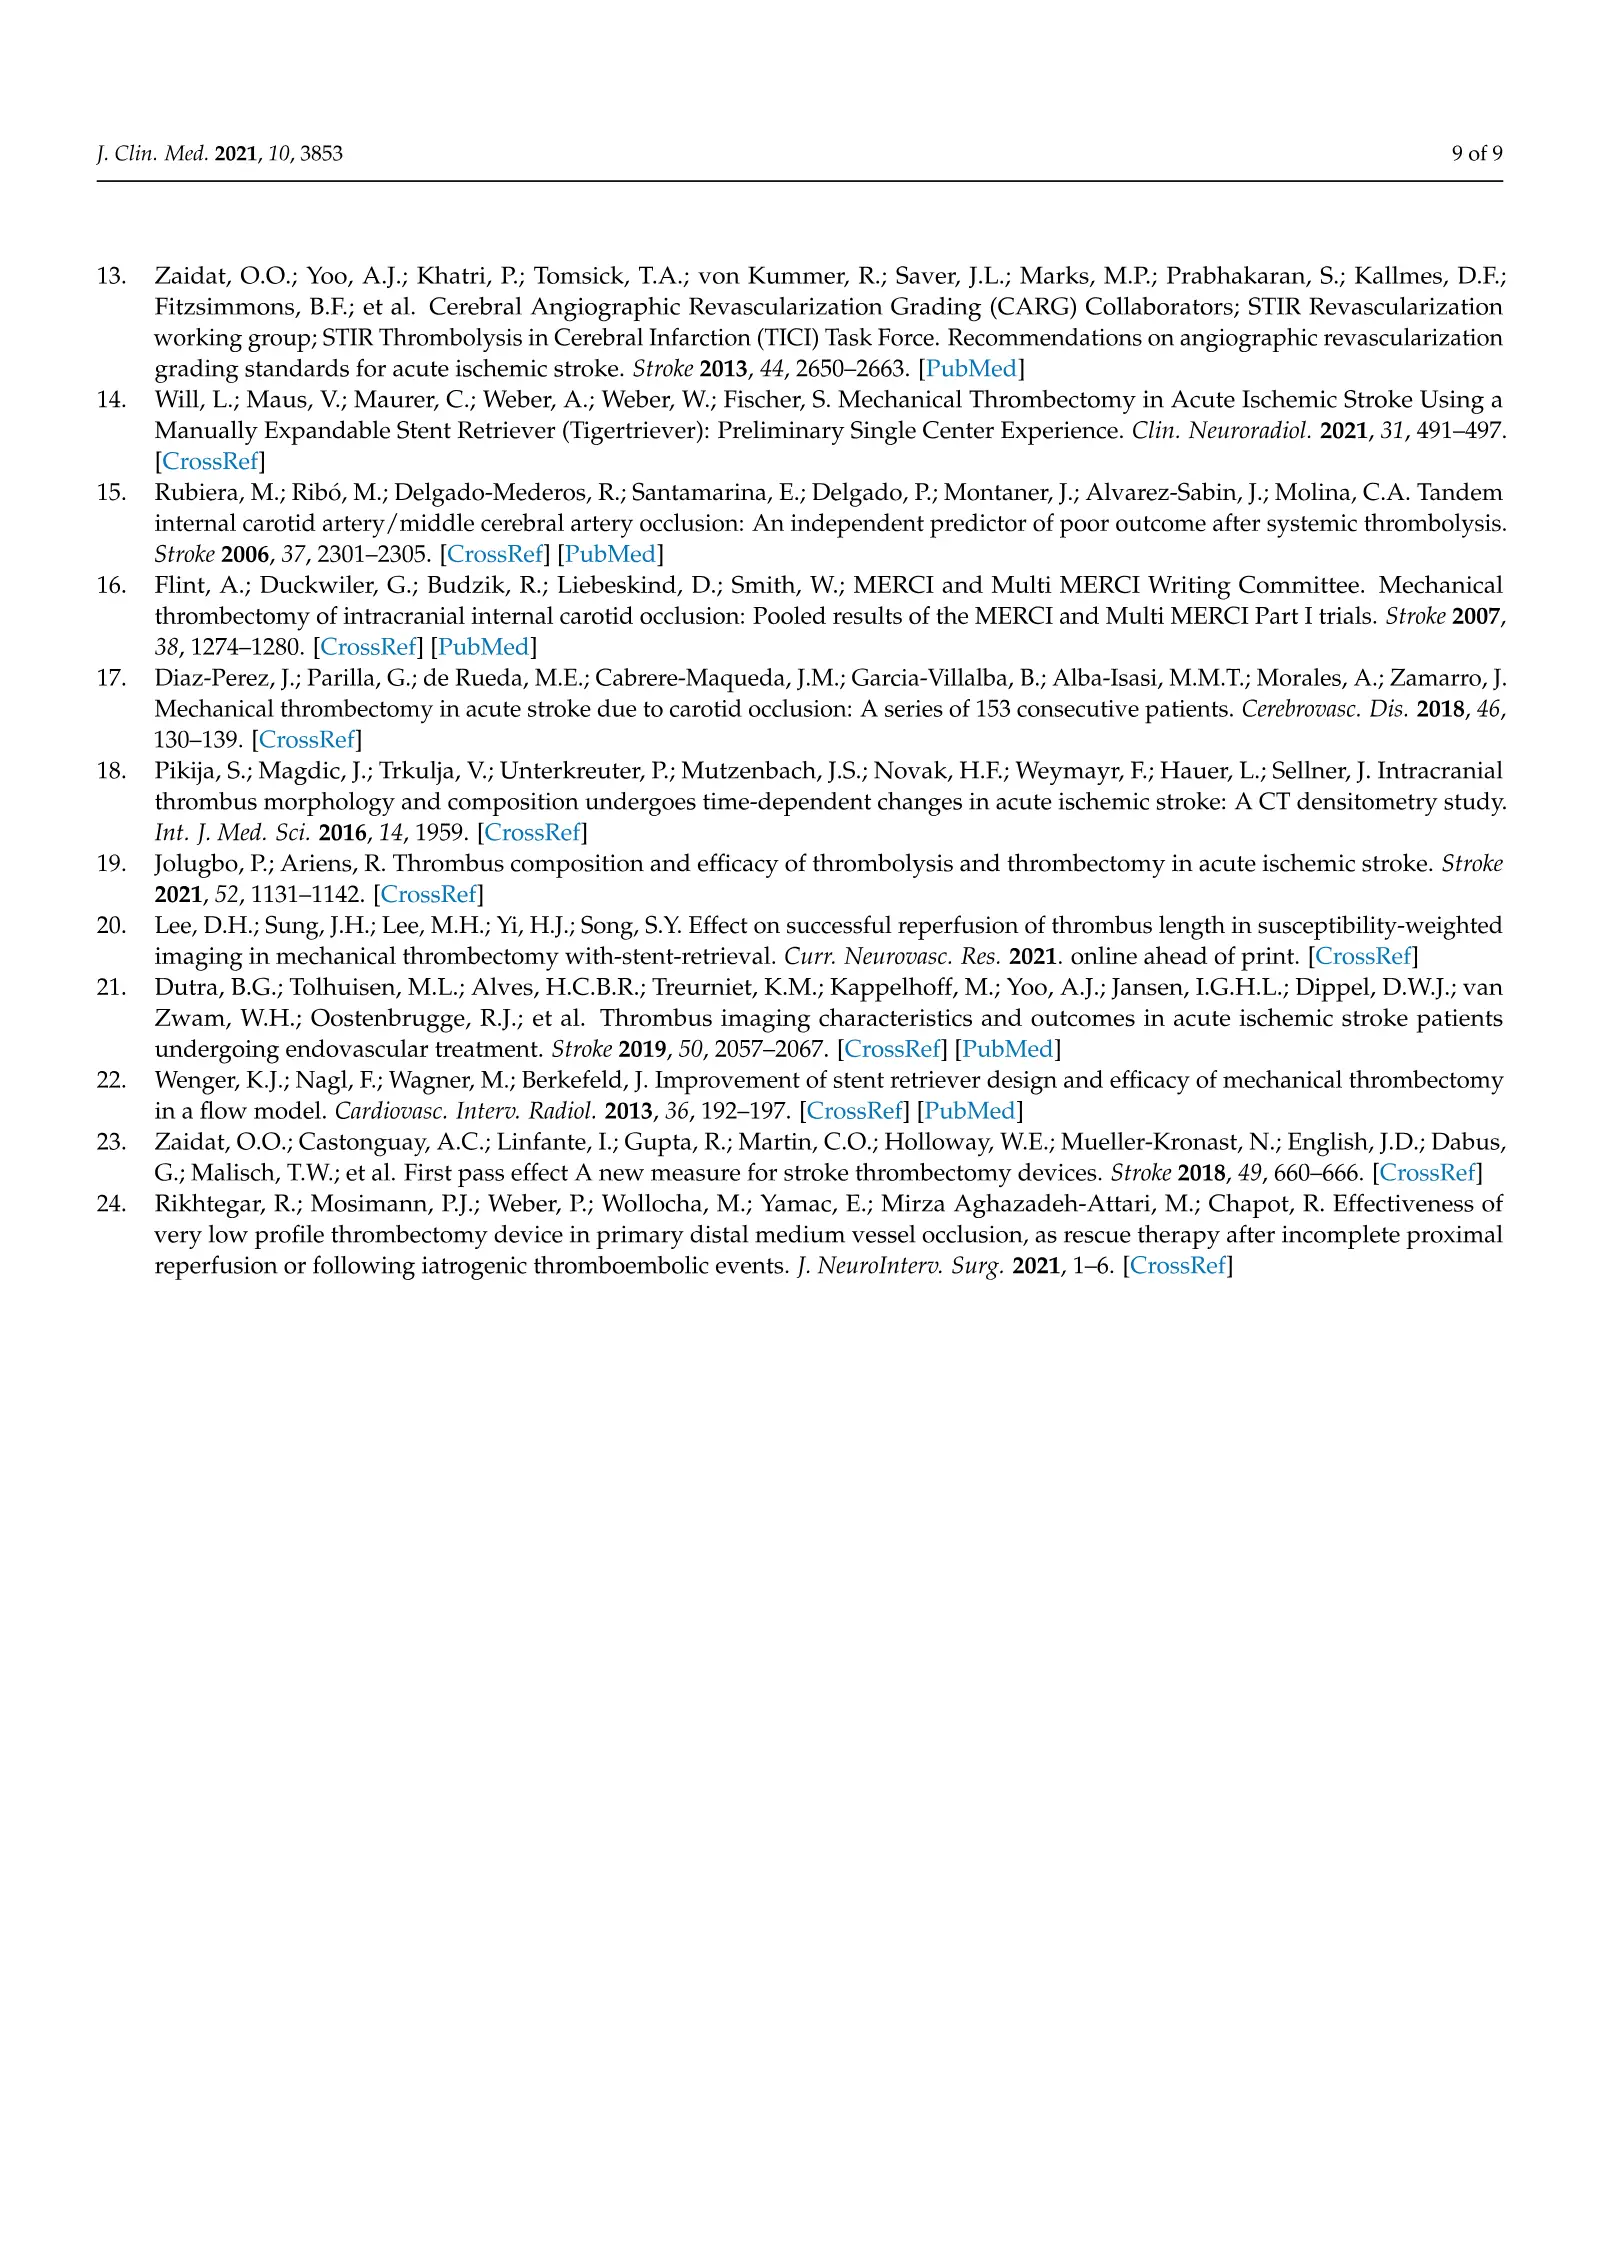 J. Clin. Med. 2021, 10, 3853
9 of 9
13. Zaidat, O.O.; Yoo, A.J.; Khatri, P.; Tomsick, T.A.; von Kummer, R.; Saver, J.L.; Marks, M.P.; Prabhakaran, S.; Kallmes, D.F.;
Fitzsimmons, B.F.; et al. Cerebral Angiographic Revascularization Grading (CARG) Collaborators; STIR Revascularization
working group; STIR Thrombolysis in Cerebral Infarction (TICI) Task Force. Recommendations on angiographic revascularization
grading standards for acute ischemic stroke. Stroke 2013, 44, 2650–2663. [PubMed]
14. Will, L.; Maus, V.; Maurer, C.; Weber, A.; Weber, W.; Fischer, S. Mechanical Thrombectomy in Acute Ischemic Stroke Using a
Manually Expandable Stent Retriever (Tigertriever): Preliminary Single Center Experience. Clin. Neuroradiol. 2021, 31, 491–497.
[CrossRef]
15. Rubiera, M.; Ribó, M.; Delgado-Mederos, R.; Santamarina, E.; Delgado, P.; Montaner, J.; Alvarez-Sabin, J.; Molina, C.A. Tandem
internal carotid artery/middle cerebral artery occlusion: An independent predictor of poor outcome after systemic thrombolysis.
Stroke 2006, 37, 2301–2305. [CrossRef] [PubMed]
16. Flint, A.; Duckwiler, G.; Budzik, R.; Liebeskind, D.; Smith, W.; MERCI and Multi MERCI Writing Committee. Mechanical
thrombectomy of intracranial internal carotid occlusion: Pooled results of the MERCI and Multi MERCI Part I trials. Stroke 2007,
38, 1274–1280. [CrossRef] [PubMed]
17. Diaz-Perez, J.; Parilla, G.; de Rueda, M.E.; Cabrere-Maqueda, J.M.; Garcia-Villalba, B.; Alba-Isasi, M.M.T.; Morales, A.; Zamarro, J.
Mechanical thrombectomy in acute stroke due to carotid occlusion: A series of 153 consecutive patients. Cerebrovasc. Dis. 2018, 46,
130–139. [CrossRef]
18. Pikija, S.; Magdic, J.; Trkulja, V.; Unterkreuter, P.; Mutzenbach, J.S.; Novak, H.F.; Weymayr, F.; Hauer, L.; Sellner, J. Intracranial
thrombus morphology and composition undergoes time-dependent changes in acute ischemic stroke: A CT densitometry study.
Int. J. Med. Sci. 2016, 14, 1959. [CrossRef]
19. Jolugbo, P.; Ariens, R. Thrombus composition and efficacy of thrombolysis and thrombectomy in acute ischemic stroke. Stroke
2021, 52, 1131–1142. [CrossRef]
20. Lee, D.H.; Sung, J.H.; Lee, M.H.; Yi, H.J.; Song, S.Y. Effect on successful reperfusion of thrombus length in susceptibility-weighted
imaging in mechanical thrombectomy with-stent-retrieval. Curr. Neurovasc. Res. 2021. online ahead of print. [CrossRef]
21. Dutra, B.G.; Tolhuisen, M.L.; Alves, H.C.B.R.; Treurniet, K.M.; Kappelhoff, M.; Yoo, A.J.; Jansen, I.G.H.L.; Dippel, D.W.J.; van
Zwam, W.H.; Oostenbrugge, R.J.; et al. Thrombus imaging characteristics and outcomes in acute ischemic stroke patients
undergoing endovascular treatment. Stroke 2019, 50, 2057–2067. [CrossRef] [PubMed]
22. Wenger, K.J.; Nagl, F.; Wagner, M.; Berkefeld, J. Improvement of stent retriever design and efficacy of mechanical thrombectomy
in a flow model. Cardiovasc. Interv. Radiol. 2013, 36, 192–197. [CrossRef] [PubMed]
23. Zaidat, O.O.; Castonguay, A.C.; Linfante, I.; Gupta, R.; Martin, C.O.; Holloway, W.E.; Mueller-Kronast, N.; English, J.D.; Dabus,
G.; Malisch, T.W.; et al. First pass effect A new measure for stroke thrombectomy devices. Stroke 2018, 49, 660–666. [CrossRef]
24. Rikhtegar, R.; Mosimann, P.J.; Weber, P.; Wollocha, M.; Yamac, E.; Mirza Aghazadeh-Attari, M.; Chapot, R. Effectiveness of
very low profile thrombectomy device in primary distal medium vessel occlusion, as rescue therapy after incomplete proximal
reperfusion or following iatrogenic thromboembolic events. J. NeuroInterv. Surg. 2021, 1–6. [CrossRef]